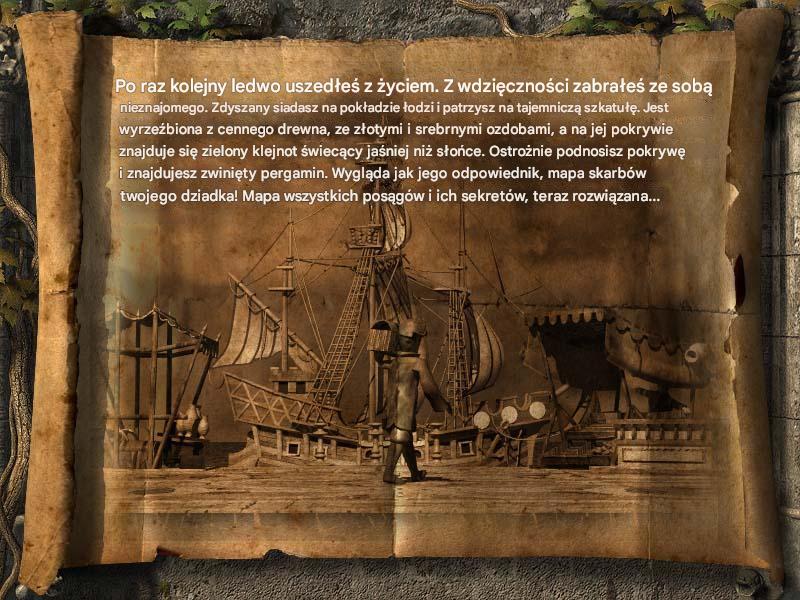 Po raz kolejny ledwo uszedłeś z życiem. Z wdzięczności zabrałeś ze sobą
nieznajomego. Zdyszany siadasz na pokładzie łodzi i patrzysz na tajemniczą szkatułę. Jest
wyrzeźbiona z cennego drewna, ze złotymi i srebrnymi ozdobami, a na jej pokrywie
znajduje się zielony klejnot świecący jaśniej niż słońce. Ostrożnie podnosisz pokrywę
i znajdujesz zwinięty pergamin. Wygląda jak jego odpowiednik, mapa skarbów
twojego dziadka! Mapa wszystkich posągów i ich sekretów, teraz rozwiązana...